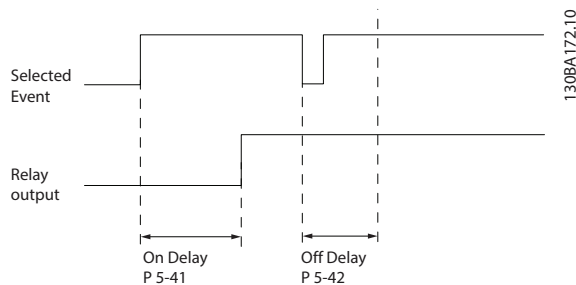 Selected
Event
Relay
output
On Delay
P 5-41
Off Delay
P 5-42
130BA172.10